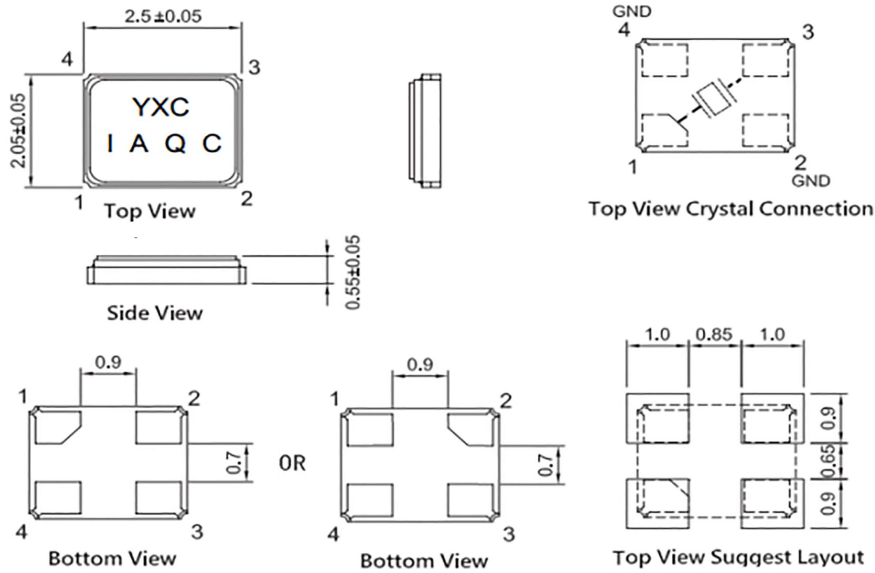 2.5±0.05
4
3
2.05±0.05
YXC
I A Q C
1
2
Top View
GND
4
3
1
2
GND
Top View Crystal Connection
0.55±0.05
Side View
0.9
1
2
0.7
4
3
Bottom View
OR
0.9
1
2
0.7
4
3
Bottom View
1.0
0.85
1.0
0.9
0.65
0.9
Top View Suggest Layout